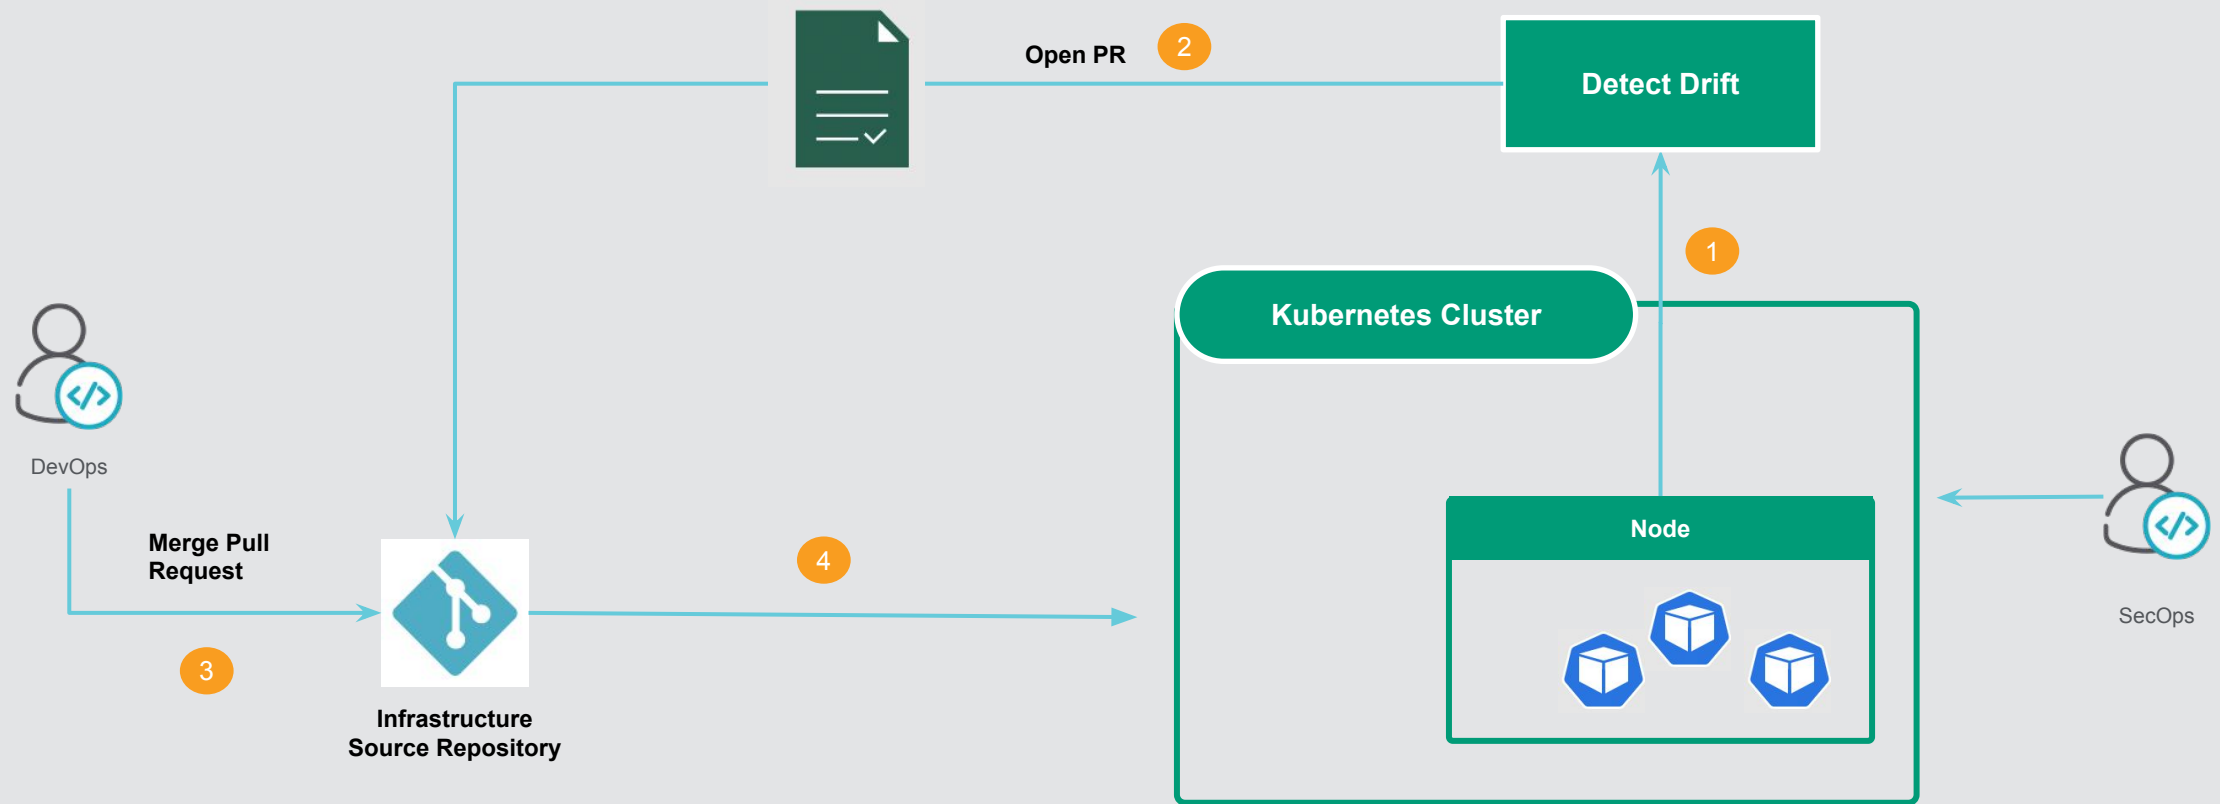 Open PR
2
Detect Drift
1
Kubernetes Cluster
</>
DevOps
Merge Pull
Request
3
4
Node
</>
SecOps
Infrastructure
Source Repository